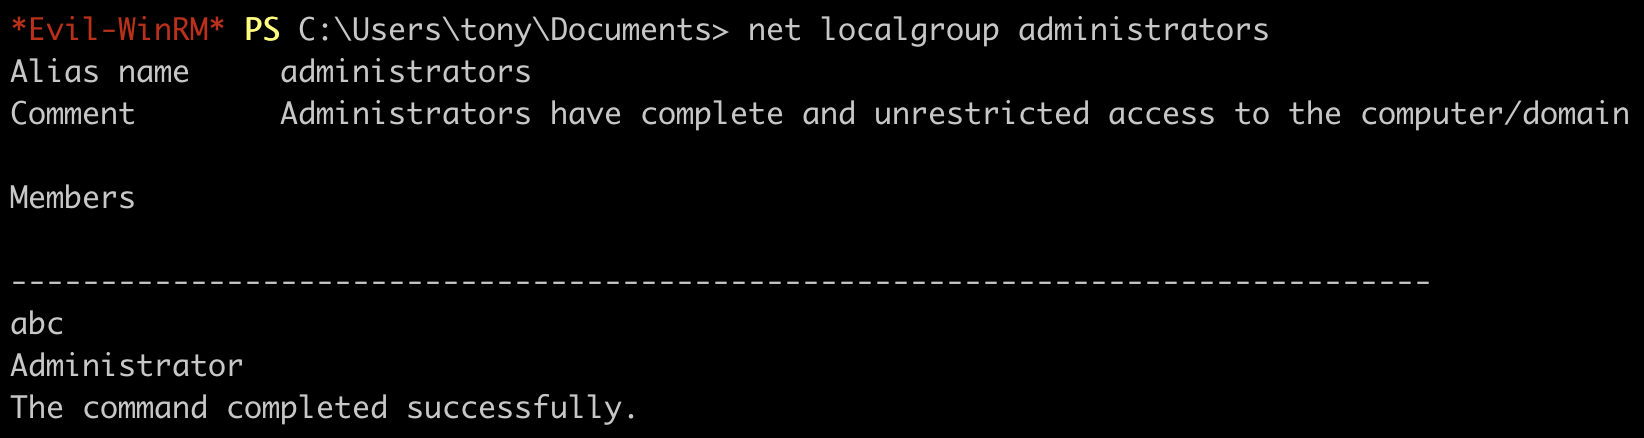 *Evil-WinRM* PS C:\Users\tony\Documents> net localgroup administrators
Alias name     administrators
Comment        Administrators have complete and unrestricted access to the computer/domain
Members
-------------------------------------------------------------------------------
abc
Administrator
The command completed successfully.